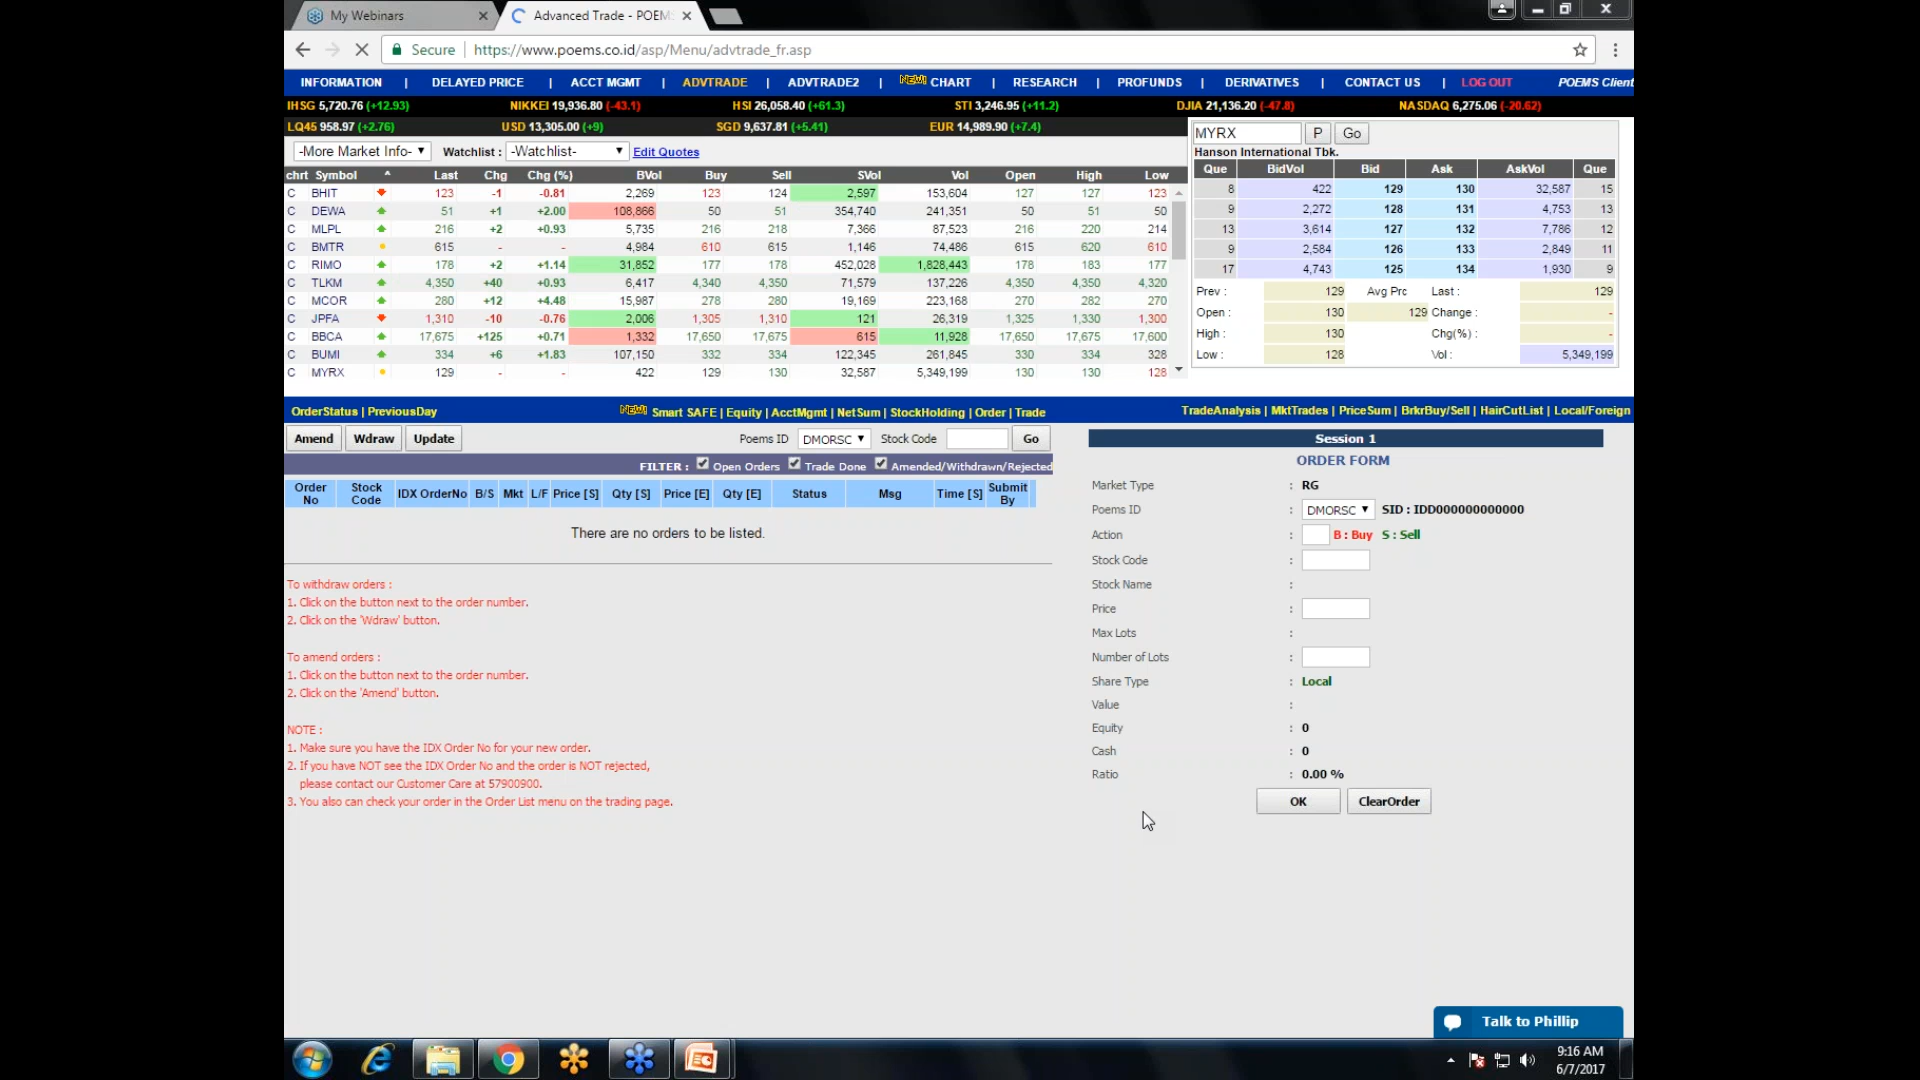 My Webinars
Advanced Trade - POEMS
Secure | https://www.poems.co.id/asp/Menu/advtrade_fr.asp
INFORMATION | DELAYED PRICE | ACCT MGMT | ADVTRADE | ADVTRADE2 | NEW! CHART | RESEARCH | PROFUNDS | DERIVATIVES | CONTACT US | LOG OUT POEMS Client
IHSG 5,720.76 (+12.93) NIKKEI 19,936.80 (-43.1) HSI 26,058.40 (+61.3) STI 3,246.95 (+11.2) DJIA 21,136.20 (-47.8) NASDAQ 6,275.06 (-20.62)
LQ45 958.97 (+2.76) USD 13,305.00 (+9) SGD 9,637.81 (+5.41) EUR 14,989.90 (+7.4)
-More Market Info- Watchlist : -Watchlist- Edit Quotes
chrt Symbol Last Chg Chg (%) BVol Buy Sell SVol Vol Open High Low
C BHIT 123 -1 -0.81 2,269 123 124 2,597 153,604 127 127 123
C DEWA 51 +1 +2.00 108,866 50 51 354,740 241,351 50 51 50
C MLPL 216 +2 +0.93 5,735 216 218 7,366 87,523 216 220 214
C BMTR 615 - - 4,984 610 615 1,146 74,486 615 620 610
C RIMO 178 +2 +1.14 31,852 177 178 452,028 1,828,443 178 183 177
C TLKM 4,350 +40 +0.93 6,417 4,340 4,350 71,579 137,226 4,350 4,350 4,320
C MCOR 280 +12 +4.48 15,987 278 280 19,169 223,168 270 282 270
C JPFA 1,310 -10 -0.76 2,006 1,305 1,310 121 26,319 1,325 1,330 1,300
C BBCA 17,675 +125 +0.71 1,332 17,650 17,675 615 11,928 17,650 17,675 17,600
C BUMI 334 +6 +1.83 107,150 332 334 122,345 261,845 330 334 328
C MYRX 129 - - 422 129 130 32,587 5,349,199 130 130 128
MYRX P Go
Hanson International Tbk.
Que BidVol Bid Ask AskVol Que
8 422 129 130 32,587 15
9 2,272 128 131 4,753 13
13 3,614 127 132 7,786 12
9 2,584 126 133 2,849 11
17 4,743 125 134 1,930 9
Prev : 129 Avg Prc Last : 129
Open : 130 129 Change : -
High : 130 Chg(%) : -
Low : 128 Vol : 5,349,199
OrderStatus | PreviousDay NEW! Smart SAFE | Equity | AcctMgmt | NetSum | StockHolding | Order | Trade TradeAnalysis | MktTrades | PriceSum | BrkrBuy/Sell | HairCutList | Local/Foreign
Amend Wdraw Update Poems ID DMORSC Stock Code Go
FILTER : Open Orders Trade Done Amended/Withdrawn/Rejected
Order No Stock Code IDX OrderNo B/S Mkt L/F Price [S] Qty [S] Price [E] Qty [E] Status Msg Time [S] Submit By
There are no orders to be listed.
To withdraw orders :
1. Click on the button next to the order number.
2. Click on the 'Wdraw' button.
To amend orders :
1. Click on the button next to the order number.
2. Click on the 'Amend' button.
NOTE :
1. Make sure you have the IDX Order No for your new order.
2. If you have NOT see the IDX Order No and the order is NOT rejected,
please contact our Customer Care at 57900900.
3. You also can check your order in the Order List menu on the trading page.
Session 1
ORDER FORM
Market Type : RG
Poems ID : DMORSC SID : IDD000000000000
Action : B : Buy S : Sell
Stock Code :
Stock Name :
Price :
Max Lots :
Number of Lots :
Share Type : Local
Value :
Equity : 0
Cash : 0
Ratio : 0.00 %
OK ClearOrder
Talk to Phillip
9:16 AM
6/7/2017